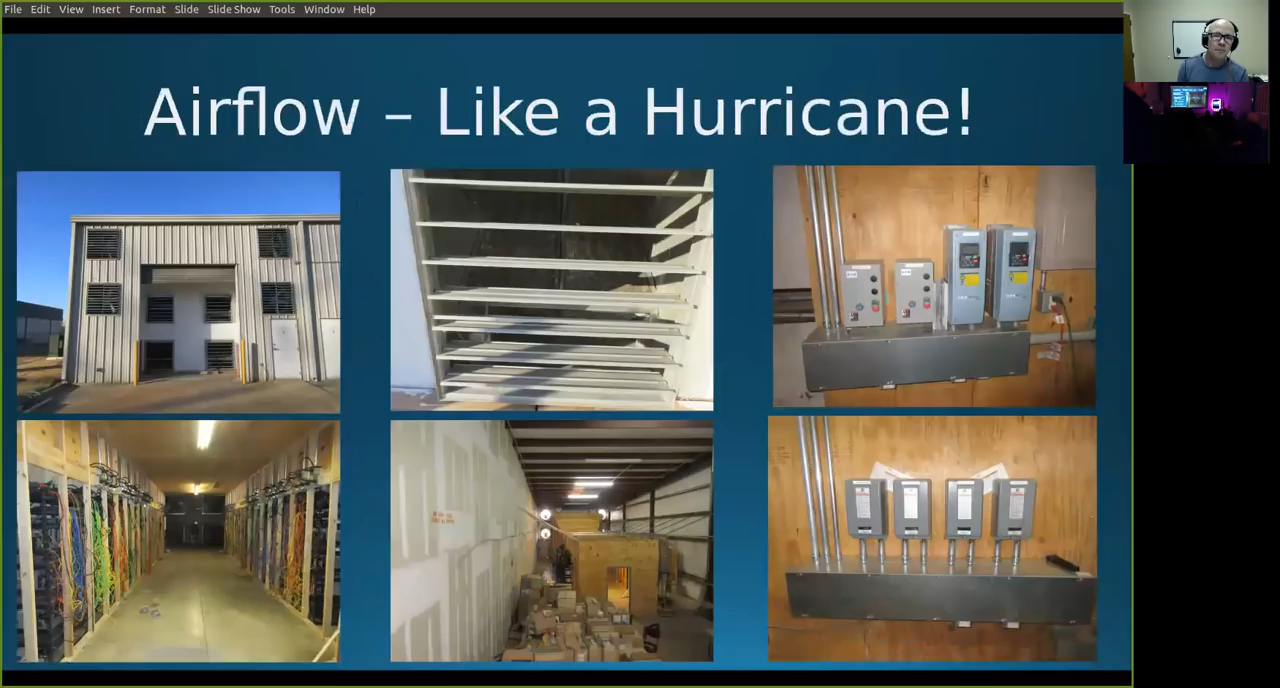 File Edit View Insert Format Slide Slide Show Tools Window Help
Airflow – Like a Hurricane!